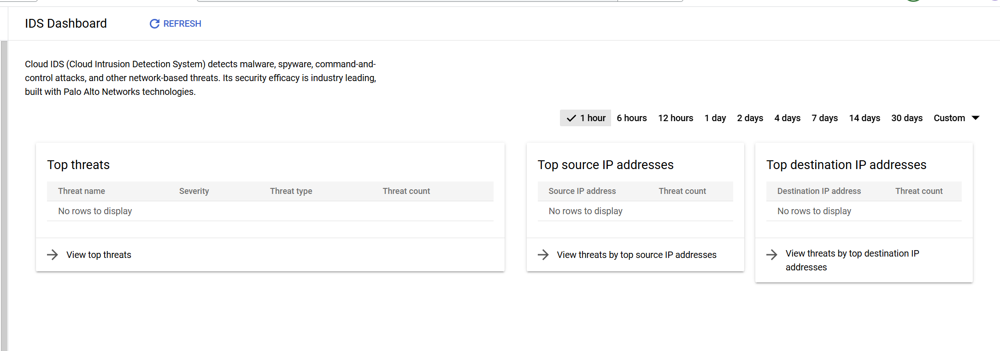 IDS Dashboard REFRESH
Cloud IDS (Cloud Intrusion Detection System) detects malware, spyware, command-and-
control attacks, and other network-based threats. Its security efficacy is industry leading,
built with Palo Alto Networks technologies.
1 hour 6 hours 12 hours 1 day 2 days 4 days 7 days 14 days 30 days Custom
Top threats
Threat name Severity Threat type Threat count
No rows to display
View top threats
Top source IP addresses
Source IP address Threat count
No rows to display
View threats by top source IP addresses
Top destination IP addresses
Destination IP address Threat count
No rows to display
View threats by top destination IP
addresses